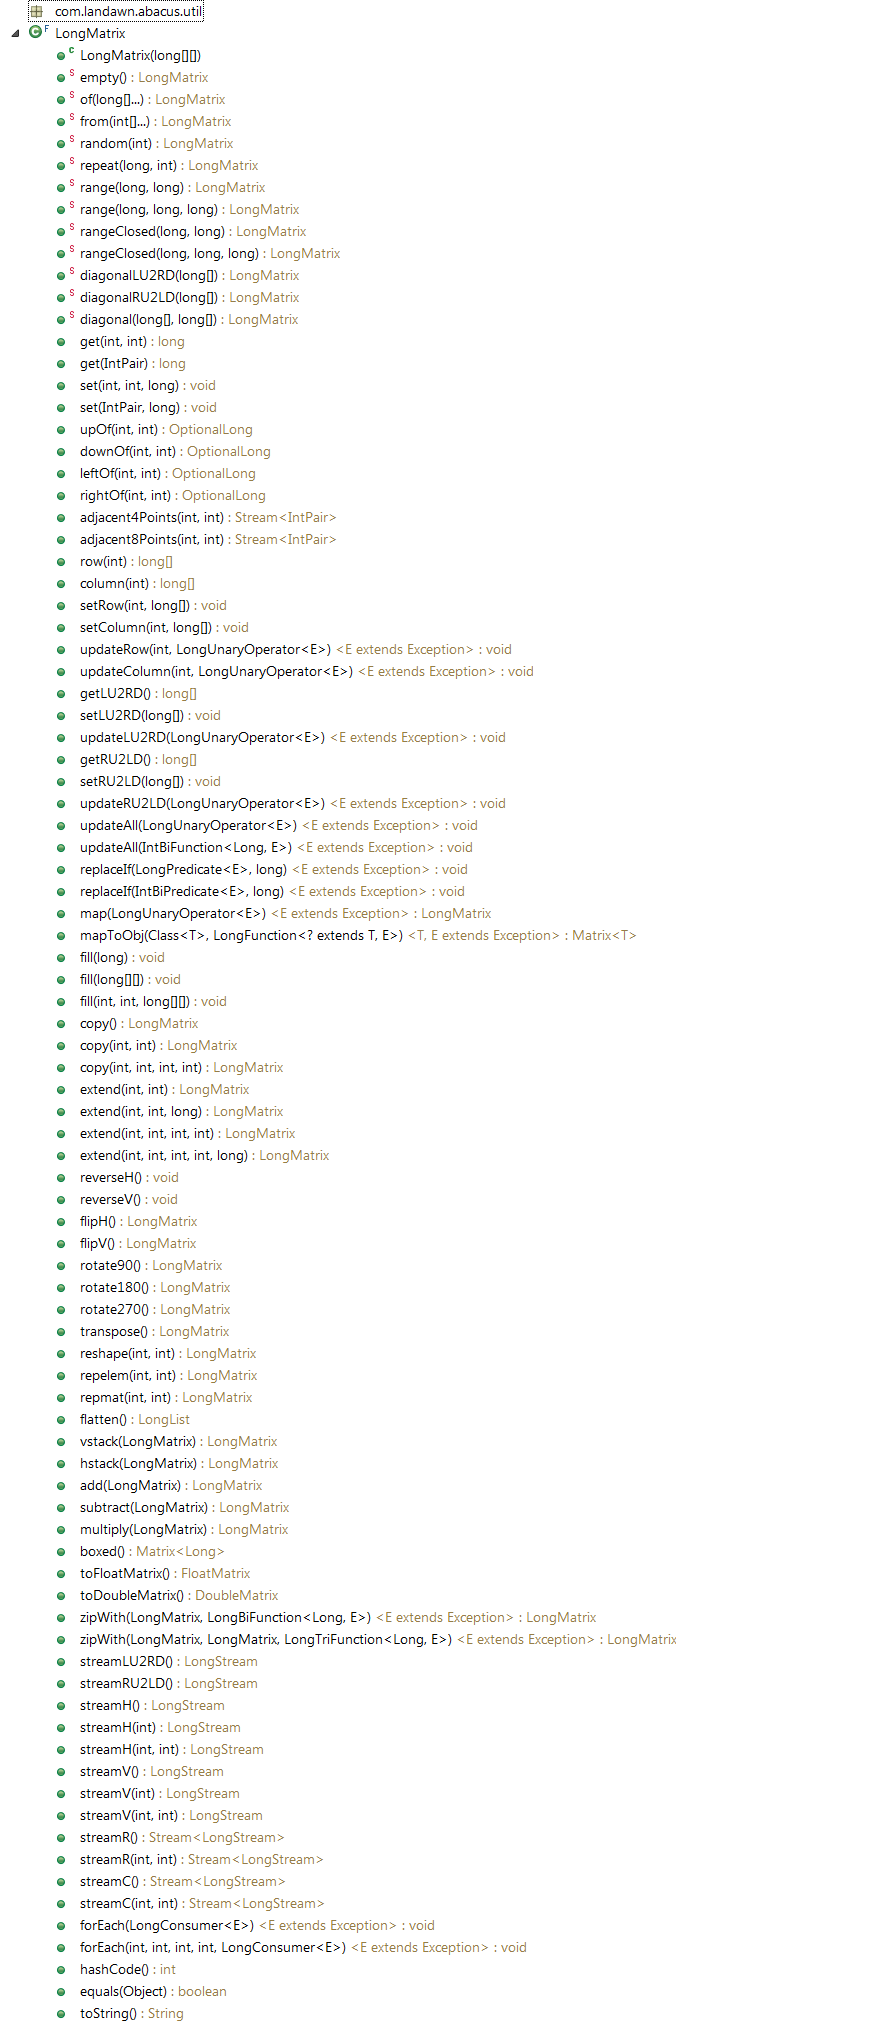 com.landawn.abacus.util
LongMatrix
LongMatrix(long[][])
empty() : LongMatrix
of(long[]...) : LongMatrix
from(int[]...) : LongMatrix
random(int) : LongMatrix
repeat(long, int) : LongMatrix
range(long, long) : LongMatrix
range(long, long, long) : LongMatrix
rangeClosed(long, long) : LongMatrix
rangeClosed(long, long, long) : LongMatrix
diagonalLU2RD(long[]) : LongMatrix
diagonalRU2LD(long[]) : LongMatrix
diagonal(long[], long[]) : LongMatrix
get(int, int) : long
get(IntPair) : long
set(int, int, long) : void
set(IntPair, long) : void
upOf(int, int) : OptionalLong
downOf(int, int) : OptionalLong
leftOf(int, int) : OptionalLong
rightOf(int, int) : OptionalLong
adjacent4Points(int, int) : Stream<IntPair>
adjacent8Points(int, int) : Stream<IntPair>
row(int) : long[]
column(int) : long[]
setRow(int, long[]) : void
setColumn(int, long[]) : void
updateRow(int, LongUnaryOperator<E>) <E extends Exception> : void
updateColumn(int, LongUnaryOperator<E>) <E extends Exception> : void
getLU2RD() : long[]
setLU2RD(long[]) : void
updateLU2RD(LongUnaryOperator<E>) <E extends Exception> : void
getRU2LD() : long[]
setRU2LD(long[]) : void
updateRU2LD(LongUnaryOperator<E>) <E extends Exception> : void
updateAll(LongUnaryOperator<E>) <E extends Exception> : void
updateAll(IntBiFunction<Long, E>) <E extends Exception> : void
replaceIf(LongPredicate<E>, long) <E extends Exception> : void
replaceIf(IntBiPredicate<E>, long) <E extends Exception> : void
map(LongUnaryOperator<E>) <E extends Exception> : LongMatrix
mapToObj(Class<T>, LongFunction<? extends T, E>) <T, E extends Exception> : Matrix<T>
fill(long) : void
fill(long[][]) : void
fill(int, int, long[][]) : void
copy() : LongMatrix
copy(int, int) : LongMatrix
copy(int, int, int, int) : LongMatrix
extend(int, int) : LongMatrix
extend(int, int, long) : LongMatrix
extend(int, int, int, int) : LongMatrix
extend(int, int, int, int, long) : LongMatrix
reverseH() : void
reverseV() : void
flipH() : LongMatrix
flipV() : LongMatrix
rotate90() : LongMatrix
rotate180() : LongMatrix
rotate270() : LongMatrix
transpose() : LongMatrix
reshape(int, int) : LongMatrix
repelem(int, int) : LongMatrix
repmat(int, int) : LongMatrix
flatten() : LongList
vstack(LongMatrix) : LongMatrix
hstack(LongMatrix) : LongMatrix
add(LongMatrix) : LongMatrix
subtract(LongMatrix) : LongMatrix
multiply(LongMatrix) : LongMatrix
boxed() : Matrix<Long>
toFloatMatrix() : FloatMatrix
toDoubleMatrix() : DoubleMatrix
zipWith(LongMatrix, LongBiFunction<Long, E>) <E extends Exception> : LongMatrix
zipWith(LongMatrix, LongMatrix, LongTriFunction<Long, E>) <E extends Exception> : LongMatrix
streamLU2RD() : LongStream
streamRU2LD() : LongStream
streamH() : LongStream
streamH(int) : LongStream
streamH(int, int) : LongStream
streamV() : LongStream
streamV(int) : LongStream
streamV(int, int) : LongStream
streamR() : Stream<LongStream>
streamR(int, int) : Stream<LongStream>
streamC() : Stream<LongStream>
streamC(int, int) : Stream<LongStream>
forEach(LongConsumer<E>) <E extends Exception> : void
forEach(int, int, int, int, LongConsumer<E>) <E extends Exception> : void
hashCode() : int
equals(Object) : boolean
toString() : String